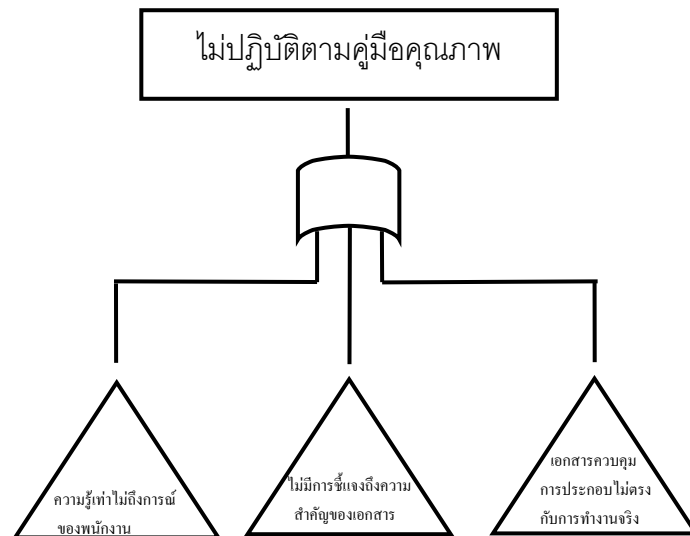 ไม่ปฏิบัติตามคู่มือคุณภาพ
ความรู้เท่าไม่ถึงการณ์
ของพนักงาน
ไม่มีการชี้แจงถึงความ
สำคัญของเอกสาร
เอกสารควบคุม
การประกอบไม่ตรง
กับการทำงานจริง